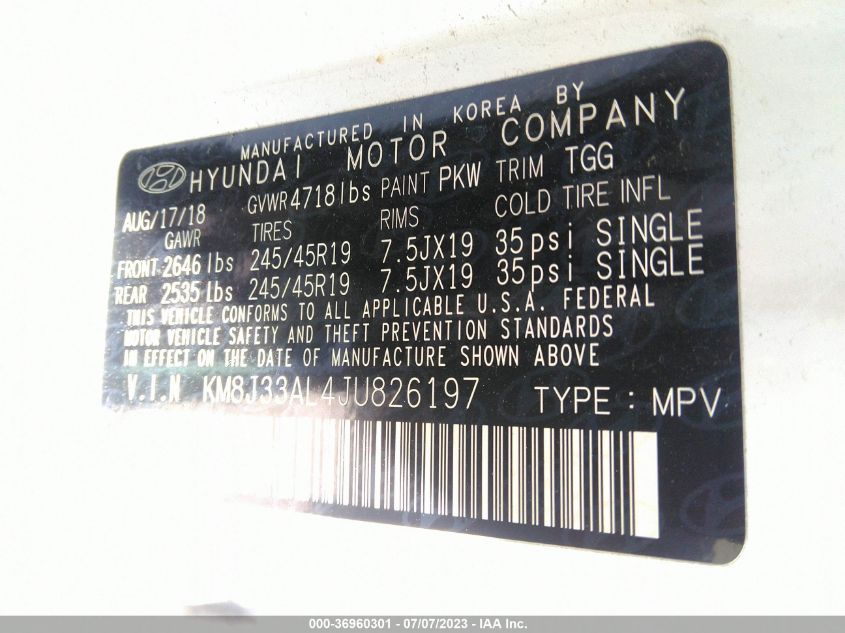 MANUFACTURED IN KOREA BY
HYUNDAI MOTOR COMPANY
AUG/17/18 GVWR 4718 lbs PAINT PKW TRIM TGG
GAWR TIRES RIMS COLD TIRE INFL
FRONT 2646 lbs 245/45R19 7.5JX19 35psi SINGLE
REAR 2535 lbs 245/45R19 7.5JX19 35psi SINGLE
THIS VEHICLE CONFORMS TO ALL APPLICABLE U.S.A. FEDERAL
MOTOR VEHICLE SAFETY AND THEFT PREVENTION STANDARDS
IN EFFECT ON THE DATE OF MANUFACTURE SHOWN ABOVE
V.I.N KM8J33AL4JU826197 TYPE : MPV
000-36960301 - 07/07/2023 - IAA Inc.